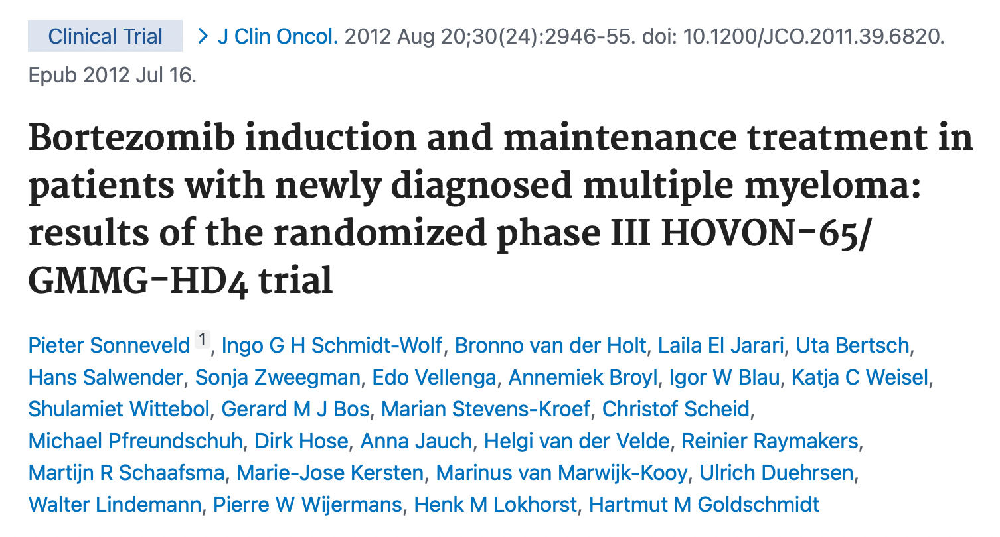 Clinical Trial > J Clin Oncol. 2012 Aug 20;30(24):2946-55. doi: 10.1200/JCO.2011.39.6820.
Epub 2012 Jul 16.
Bortezomib induction and maintenance treatment in
patients with newly diagnosed multiple myeloma:
results of the randomized phase III HOVON-65/
GMMG-HD4 trial
Pieter Sonneveld 1, Ingo G H Schmidt-Wolf, Bronno van der Holt, Laila El Jarari, Uta Bertsch,
Hans Salwender, Sonja Zweegman, Edo Vellenga, Annemiek Broyl, Igor W Blau, Katja C Weisel,
Shulamiet Wittebol, Gerard M J Bos, Marian Stevens-Kroef, Christof Scheid,
Michael Pfreundschuh, Dirk Hose, Anna Jauch, Helgi van der Velde, Reinier Raymakers,
Martijn R Schaafsma, Marie-Jose Kersten, Marinus van Marwijk-Kooy, Ulrich Duehrsen,
Walter Lindemann, Pierre W Wijermans, Henk M Lokhorst, Hartmut M Goldschmidt